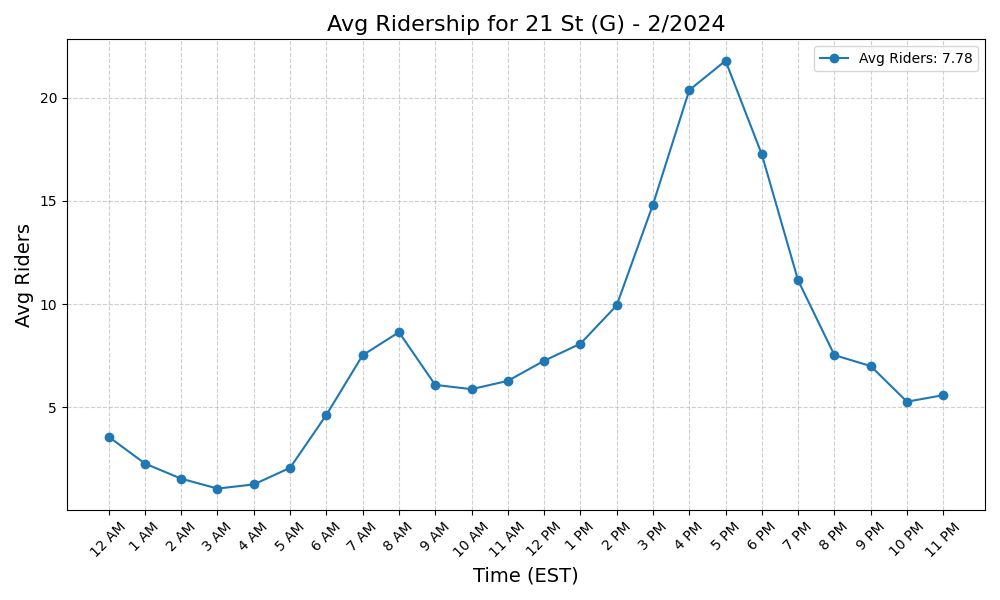 Avg Ridership for 21 St (G) - 2/2024
Avg Riders: 7.78
Avg Riders
20
15
10
5
12 AM
1 AM
2 AM
3 AM
4 AM
5 AM
6 AM
7 AM
8 AM
9 AM
10 AM
11 AM
12 PM
1 PM
2 PM
3 PM
4 PM
5 PM
6 PM
7 PM
8 PM
9 PM
10 PM
11 PM
Time (EST)